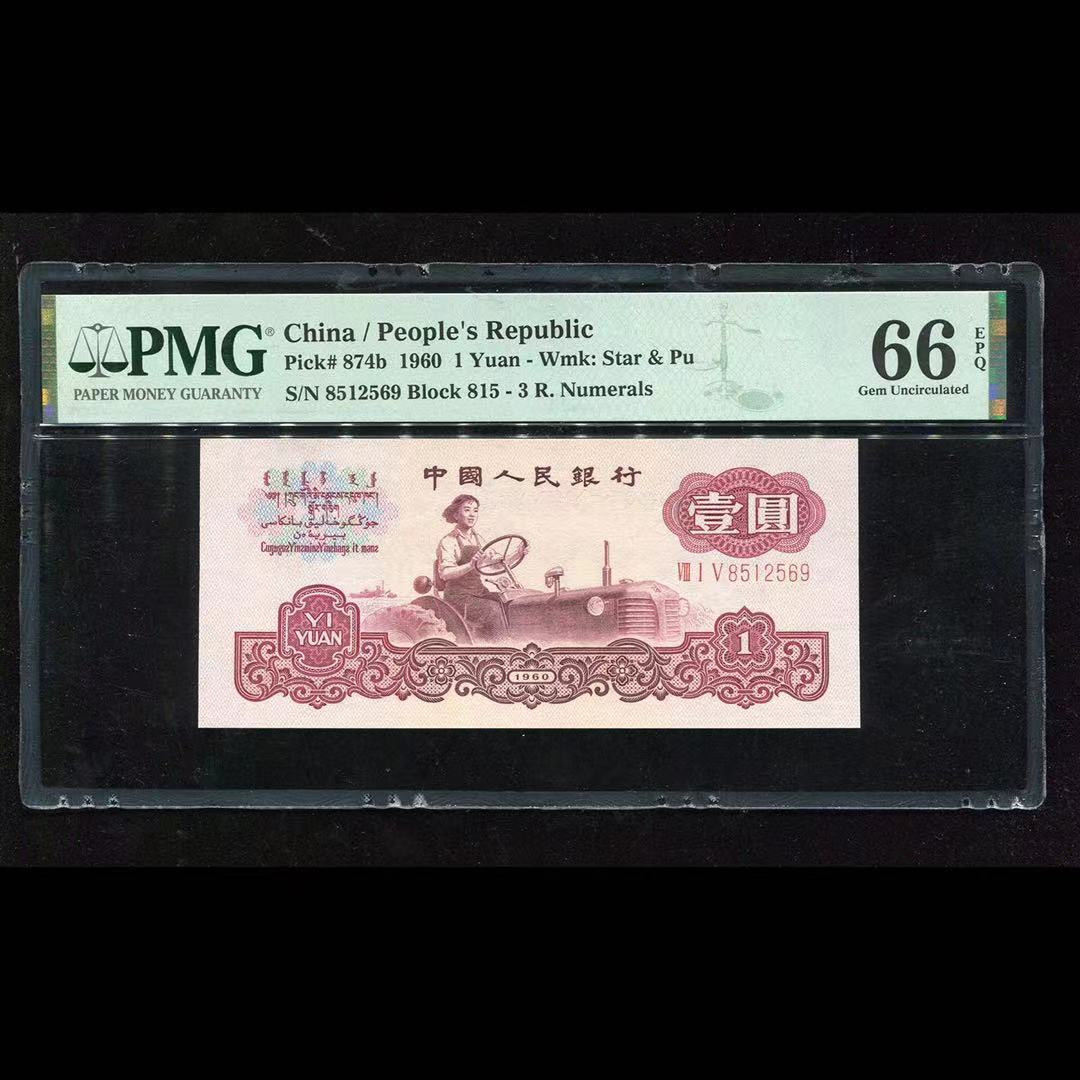 PMG®
PAPER MONEY GUARANTY
China / People's Republic
Pick# 874b 1960 1 Yuan - Wmk: Star & Pu
S/N 8512569 Block 815 - 3 R. Numerals
66
EPQ
Gem Uncirculated
中國人民銀行
壹圓
VIII I V 8512569
YI
YUAN
1
1960